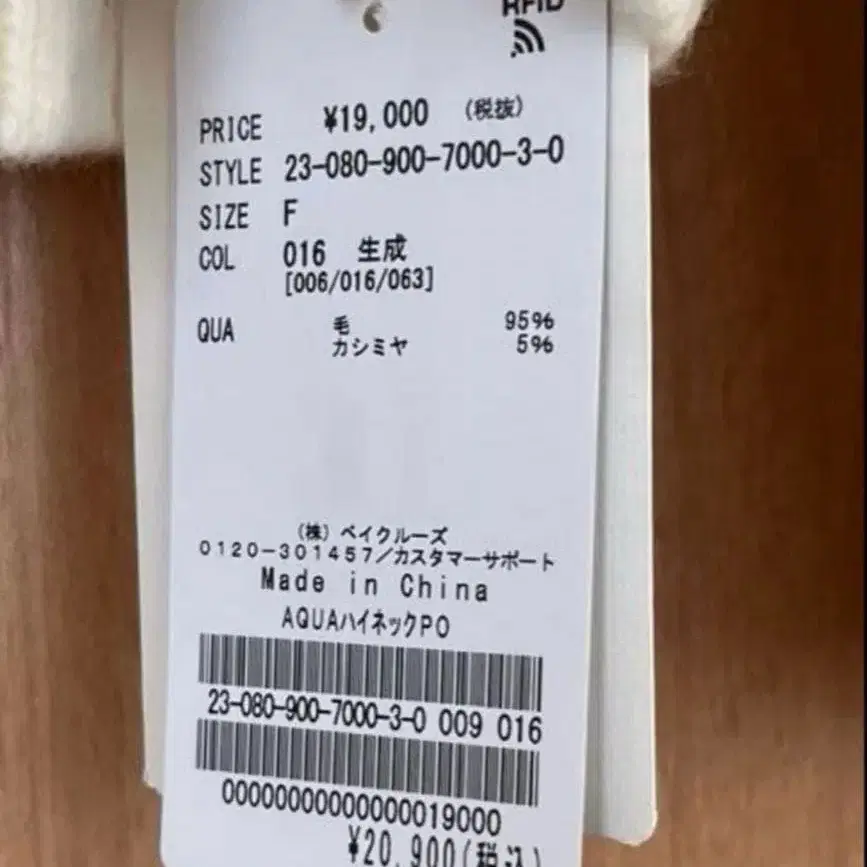 RFID
PRICE ¥19,000 (税抜)
STYLE 23-080-900-7000-3-0
SIZE F
COL 016 生成
[006/016/063]
QUA 毛 95%
カシミヤ 5%
(株) ベイクルーズ
0120-301457/カスタマーサポート
Made in China
AQUAハイネックPO
23-080-900-7000-3-0 009 016
00000000000000019000
¥20,900(税込)